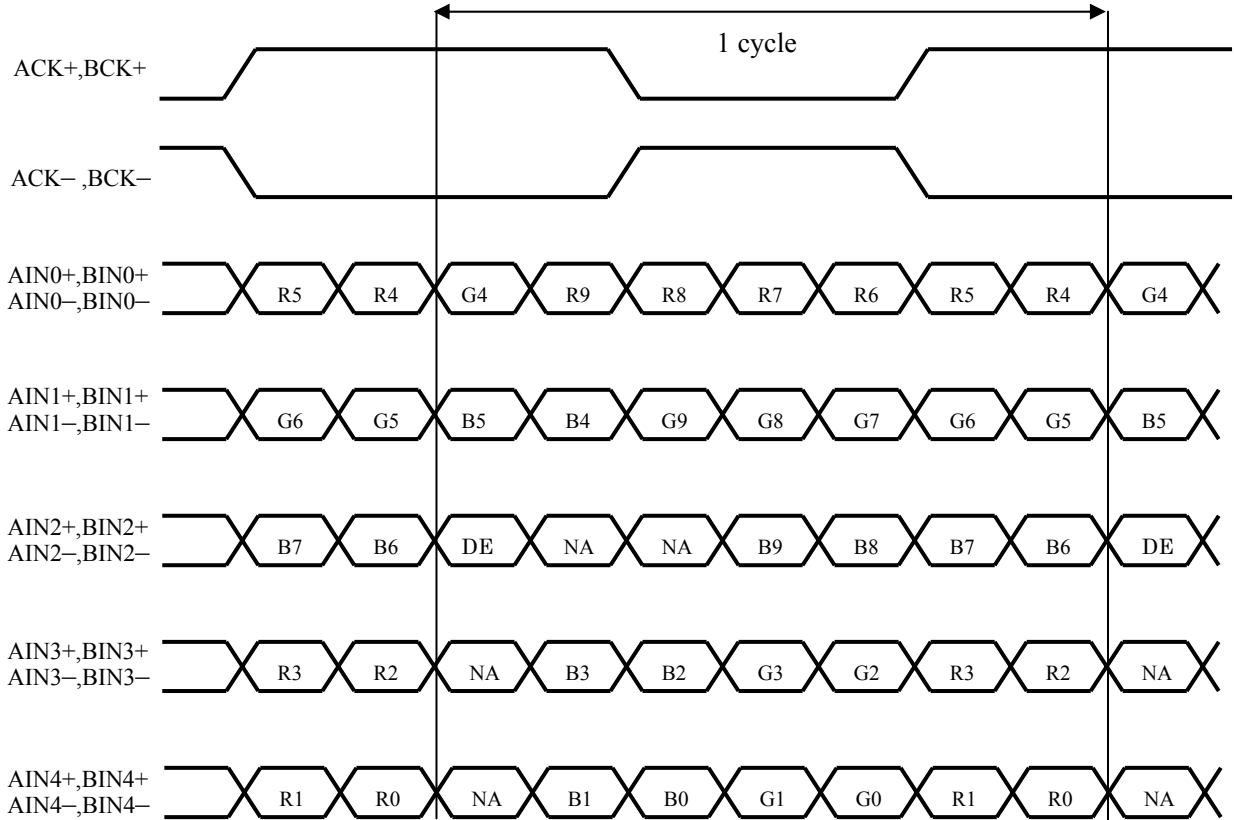 1 cycle
ACK+,BCK+
ACK− ,BCK−
AIN0+,BIN0+
AIN0−,BIN0−
R5 R4 G4 R9 R8 R7 R6 R5 R4 G4
AIN1+,BIN1+
AIN1−,BIN1−
G6 G5 B5 B4 G9 G8 G7 G6 G5 B5
AIN2+,BIN2+
AIN2−,BIN2−
B7 B6 DE NA NA B9 B8 B7 B6 DE
AIN3+,BIN3+
AIN3−,BIN3−
R3 R2 NA B3 B2 G3 G2 R3 R2 NA
AIN4+,BIN4+
AIN4−,BIN4−
R1 R0 NA B1 B0 G1 G0 R1 R0 NA